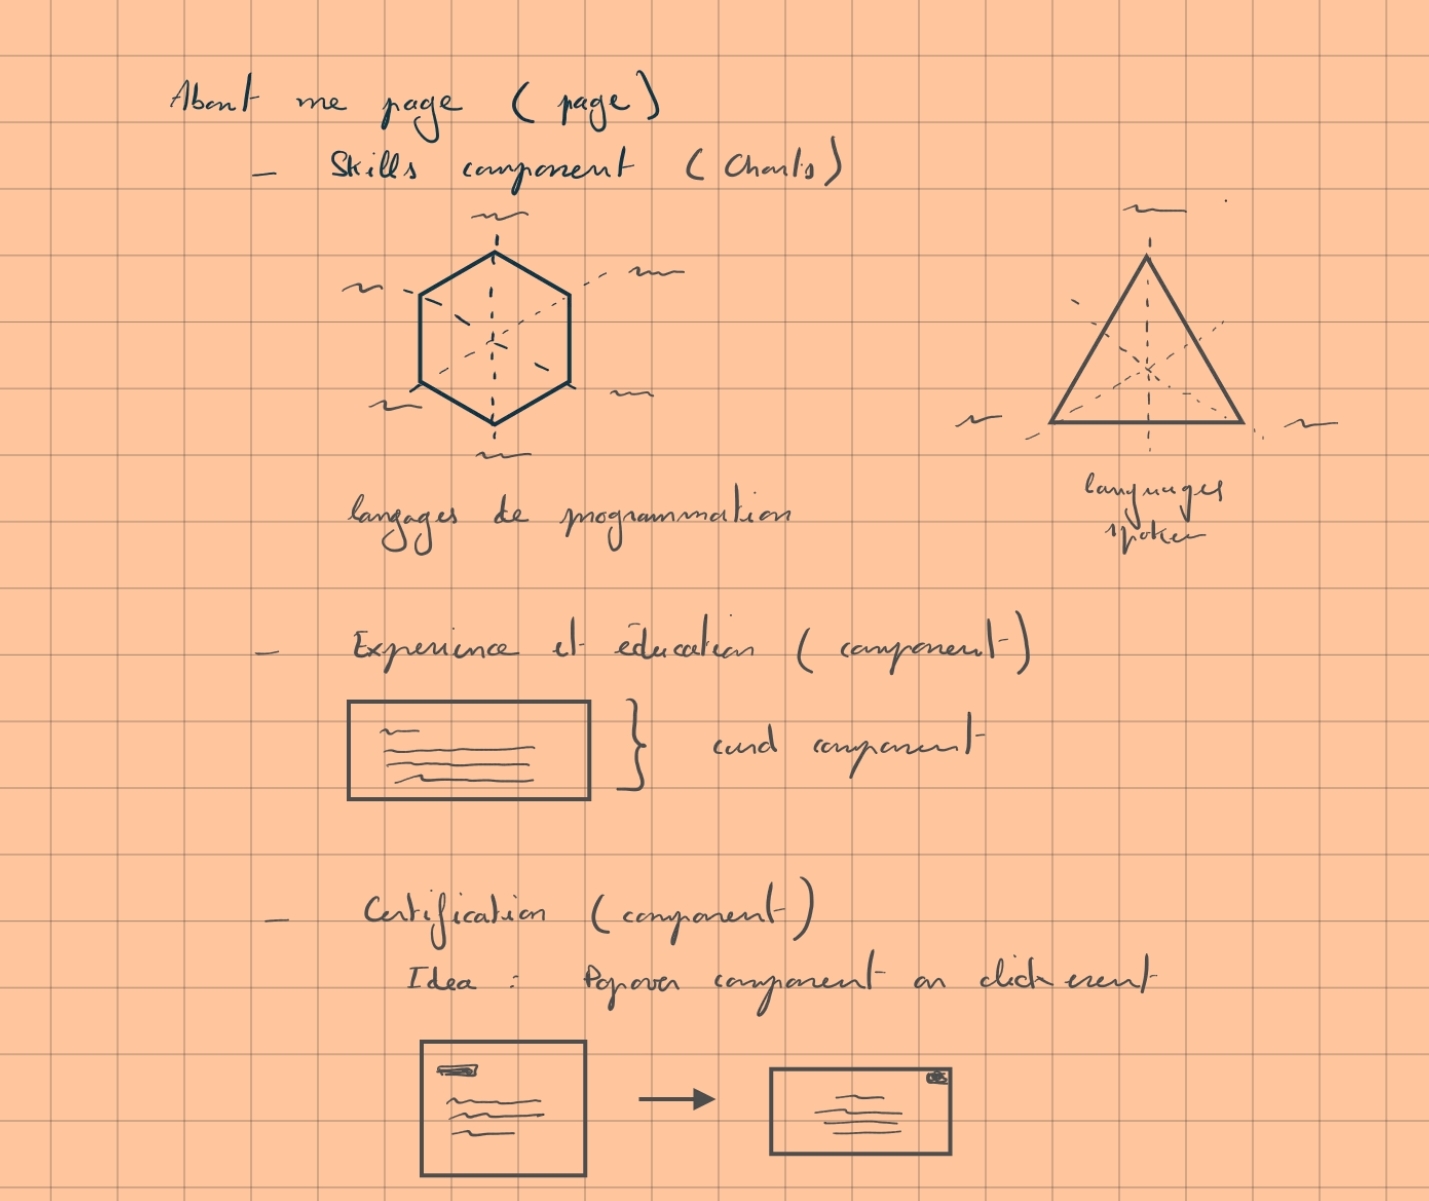 About me page (page)
- Skills component (Charts)
langages de programmation
languages
spoken
- Experience et éducation (component)
card component
- Certification (component)
Idea : Popover component on click event